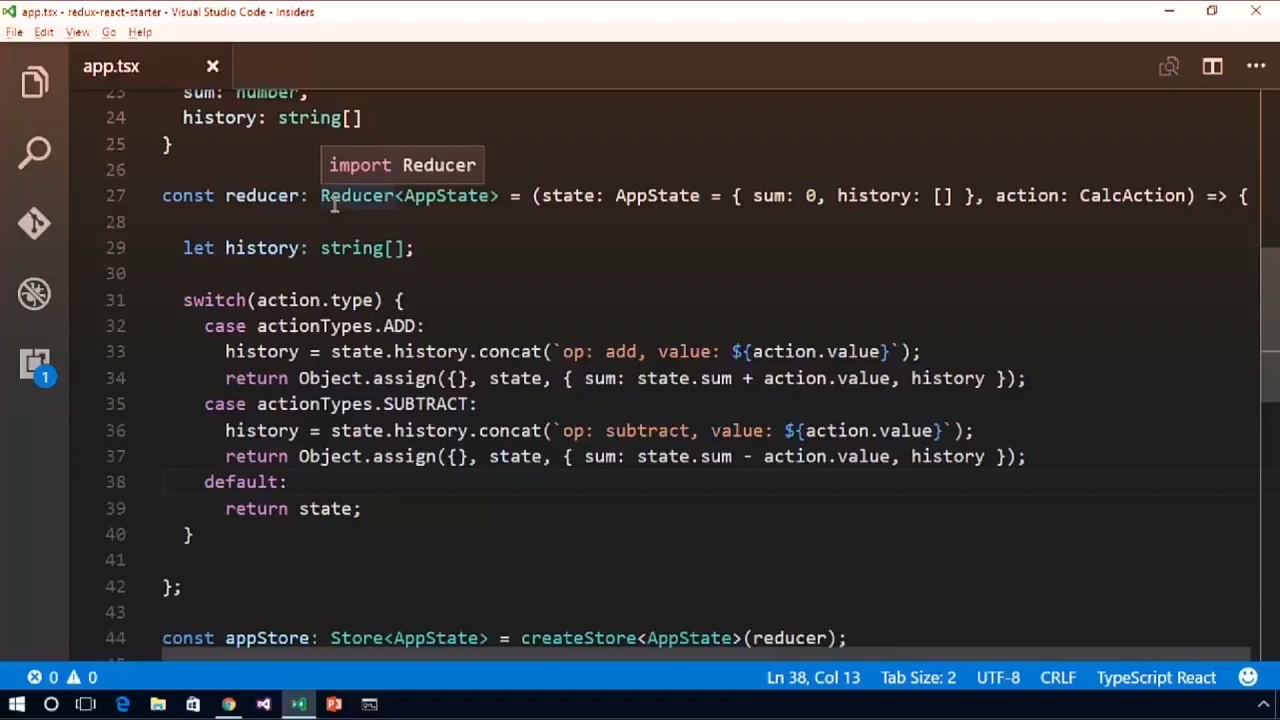 app.tsx - redux-react-starter - Visual Studio Code - Insiders
File Edit View Go Help
app.tsx
23 sum: number,
24 history: string[]
25 }
import Reducer
26
27 const reducer: Reducer<AppState> = (state: AppState = { sum: 0, history: [] }, action: CalcAction) => {
28
29 let history: string[];
30
31 switch(action.type) {
32 case actionTypes.ADD:
33 history = state.history.concat(`op: add, value: ${action.value}`);
34 return Object.assign({}, state, { sum: state.sum + action.value, history });
35 case actionTypes.SUBTRACT:
36 history = state.history.concat(`op: subtract, value: ${action.value}`);
37 return Object.assign({}, state, { sum: state.sum - action.value, history });
38 default:
39 return state;
40 }
41
42 };
43
44 const appStore: Store<AppState> = createStore<AppState>(reducer);
1
0 0 Ln 38, Col 13 Tab Size: 2 UTF-8 CRLF TypeScript React